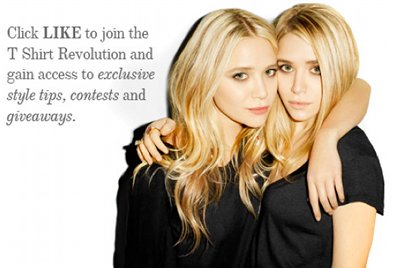 Click LIKE to join the
T Shirt Revolution and
gain access to exclusive
style tips, contests and
giveaways.